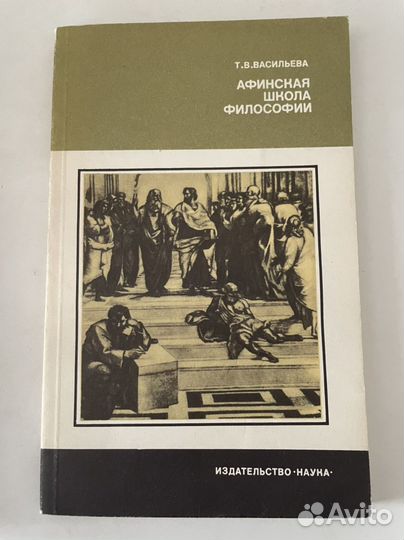 Т.В.ВАСИЛЬЕВА
АФИНСКАЯ
ШКОЛА
ФИЛОСОФИИ
ИЗДАТЕЛЬСТВО·НАУКА·
Avito